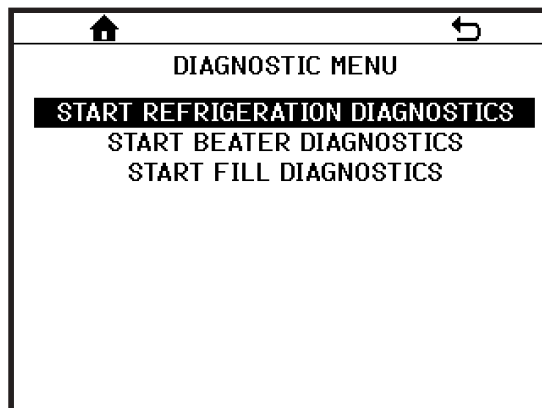 DIAGNOSTIC MENU
START REFRIGERATION DIAGNOSTICS
START BEATER DIAGNOSTICS
START FILL DIAGNOSTICS